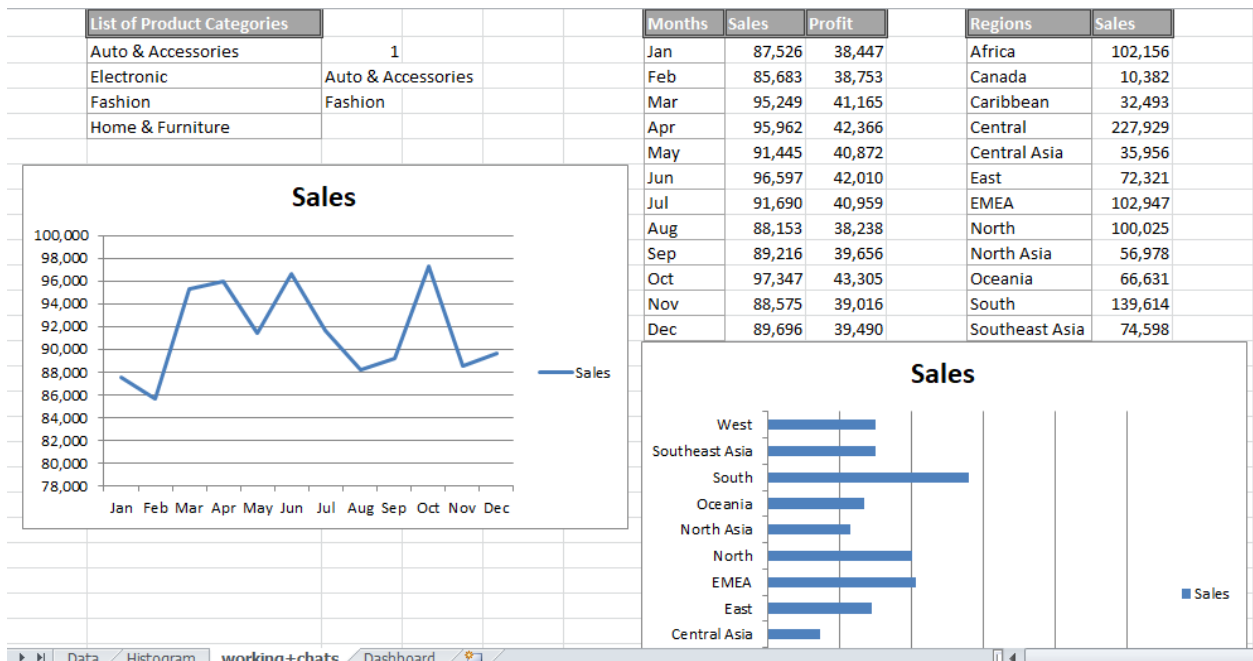 List of Product Categories Months Sales Profit Regions Sales
Auto & Accessories 1 Jan 87,526 38,447 Africa 102,156
Electronic Auto & Accessories Feb 85,683 38,753 Canada 10,382
Fashion Fashion Mar 95,249 41,165 Caribbean 32,493
Home & Furniture Apr 95,962 42,366 Central 227,929
May 91,445 40,872 Central Asia 35,956
Jun 96,597 42,010 East 72,321
Jul 91,690 40,959 EMEA 102,947
Aug 88,153 38,238 North 100,025
Sep 89,216 39,656 North Asia 56,978
Oct 97,347 43,305 Oceania 66,631
Nov 88,575 39,016 South 139,614
Dec 89,696 39,490 Southeast Asia 74,598
Sales
100,000
98,000
96,000
94,000
92,000
90,000
88,000
86,000
84,000
82,000
80,000
78,000
Jan Feb Mar Apr May Jun Jul Aug Sep Oct Nov Dec
Sales
Sales
West
Southeast Asia
South
Oceania
North Asia
North
EMEA
East
Central Asia
Sales
Data Histogram working+chats Dashboard